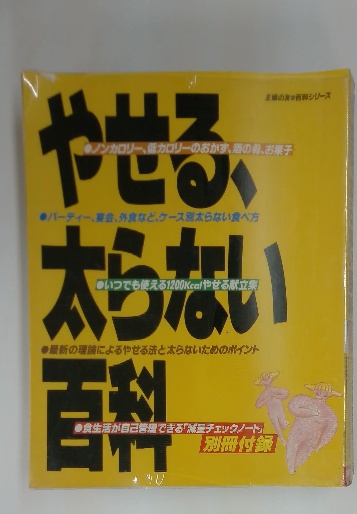 主婦の友新百科シリーズ
やせる、
●ノンカロリー、低カロリーのおかず、酒の肴、お菓子
●パーティー、宴会、外食など、ケース別太らない食べ方
太らない
●いつでも使える1200Kcalやせる献立集
●最新の理論によるやせる法と太らないためのポイント
百科
●食生活が自己管理できる「減量チェックノート」
別冊付録